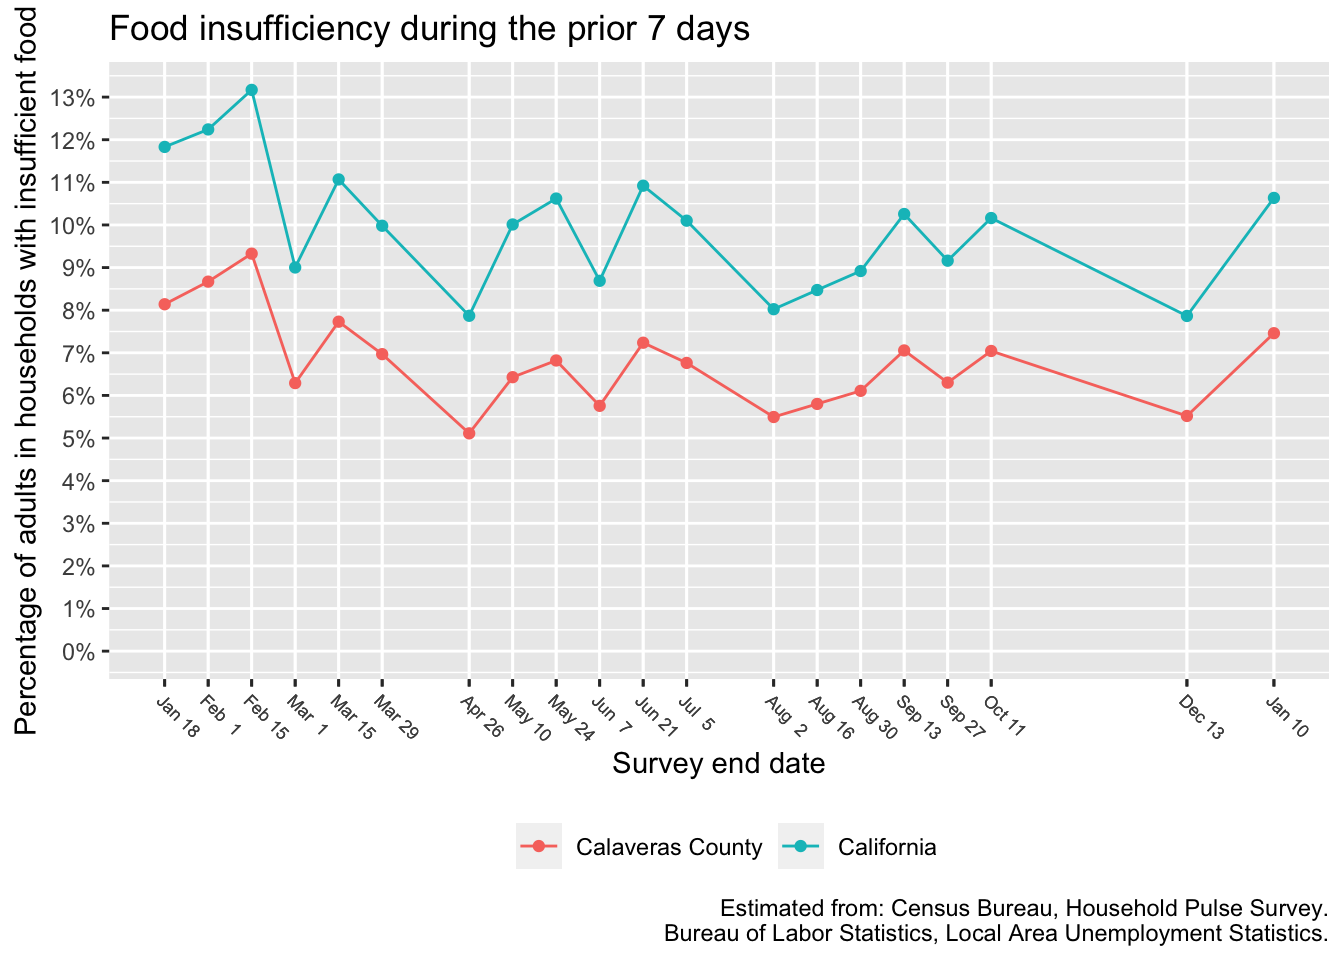 Food insufficiency during the prior 7 days
Percentage of adults in households with insufficient food
13%
12%
11%
10%
9%
8%
7%
6%
5%
4%
3%
2%
1%
0%
Jan 18
Feb 1
Feb 15
Mar 1
Mar 15
Mar 29
Apr 26
May 10
May 24
Jun 7
Jun 21
Jul 5
Aug 2
Aug 16
Aug 30
Sep 13
Sep 27
Oct 11
Dec 13
Jan 10
Survey end date
Calaveras County
California
Estimated from: Census Bureau, Household Pulse Survey.
Bureau of Labor Statistics, Local Area Unemployment Statistics.